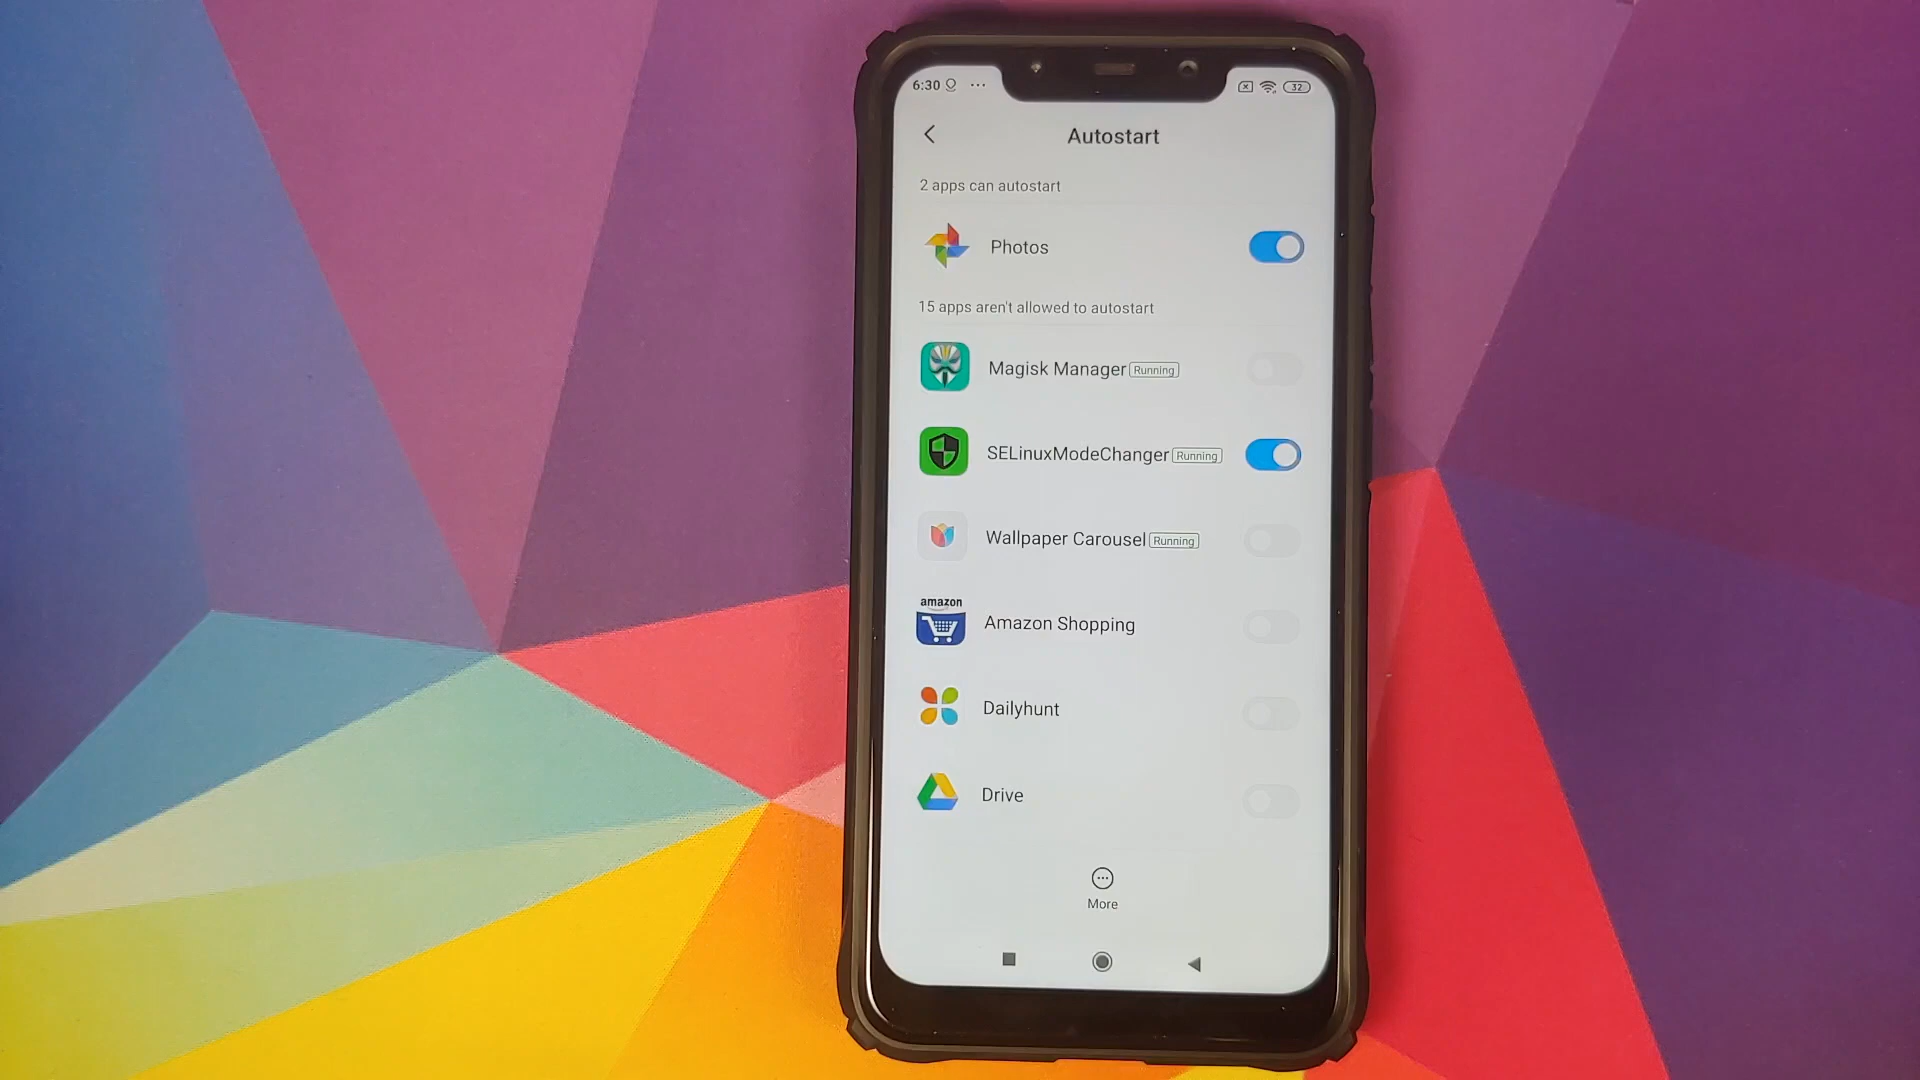 6:30 ... 32
Autostart
2 apps can autostart
Photos
15 apps aren't allowed to autostart
Magisk Manager Running
SELinuxModeChanger Running
Wallpaper Carousel Running
amazon
Amazon Shopping
Dailyhunt
Drive
More